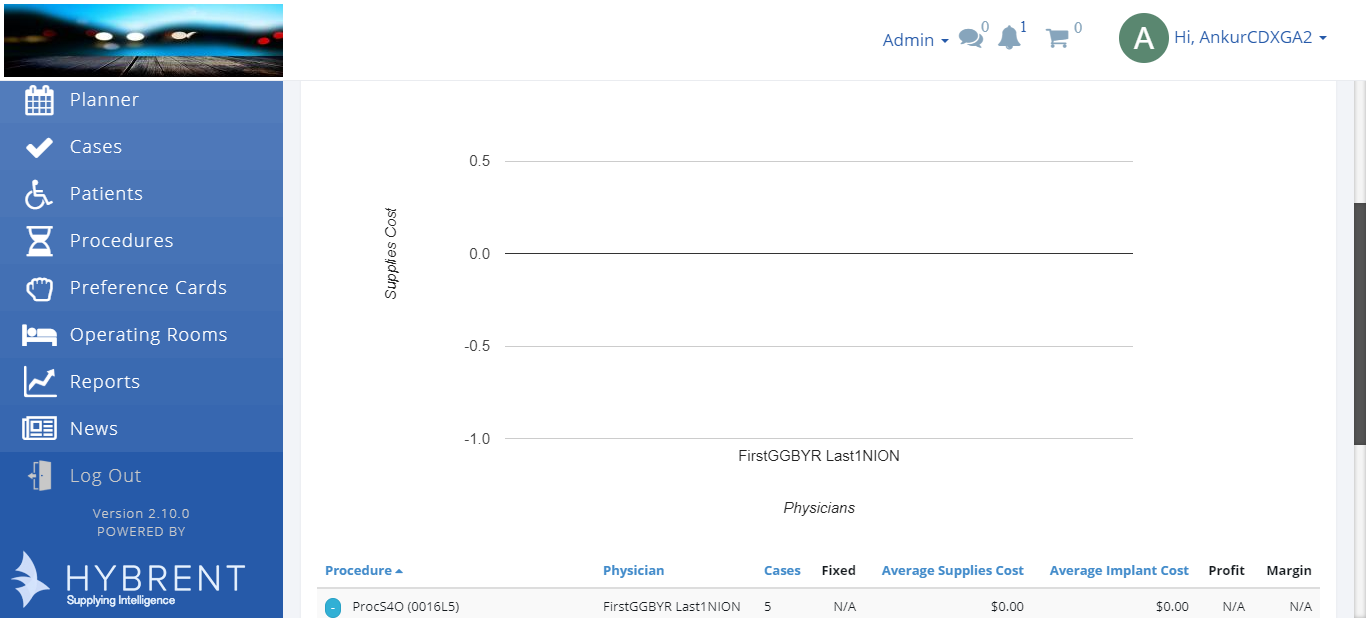 Admin
0
1
0
A
Hi, AnkurCDXGA2
Planner
Cases
Patients
Procedures
Preference Cards
Operating Rooms
Reports
News
Log Out
Version 2.10.0
POWERED BY
HYBRENT
Supplying Intelligence
0.5
0.0
-0.5
-1.0
Supplies Cost
FirstGGBYR Last1NION
Physicians
Procedure Physician Cases Fixed Average Supplies Cost Average Implant Cost Profit Margin
- ProcS4O (0016L5) FirstGGBYR Last1NION 5 N/A $0.00 $0.00 N/A N/A